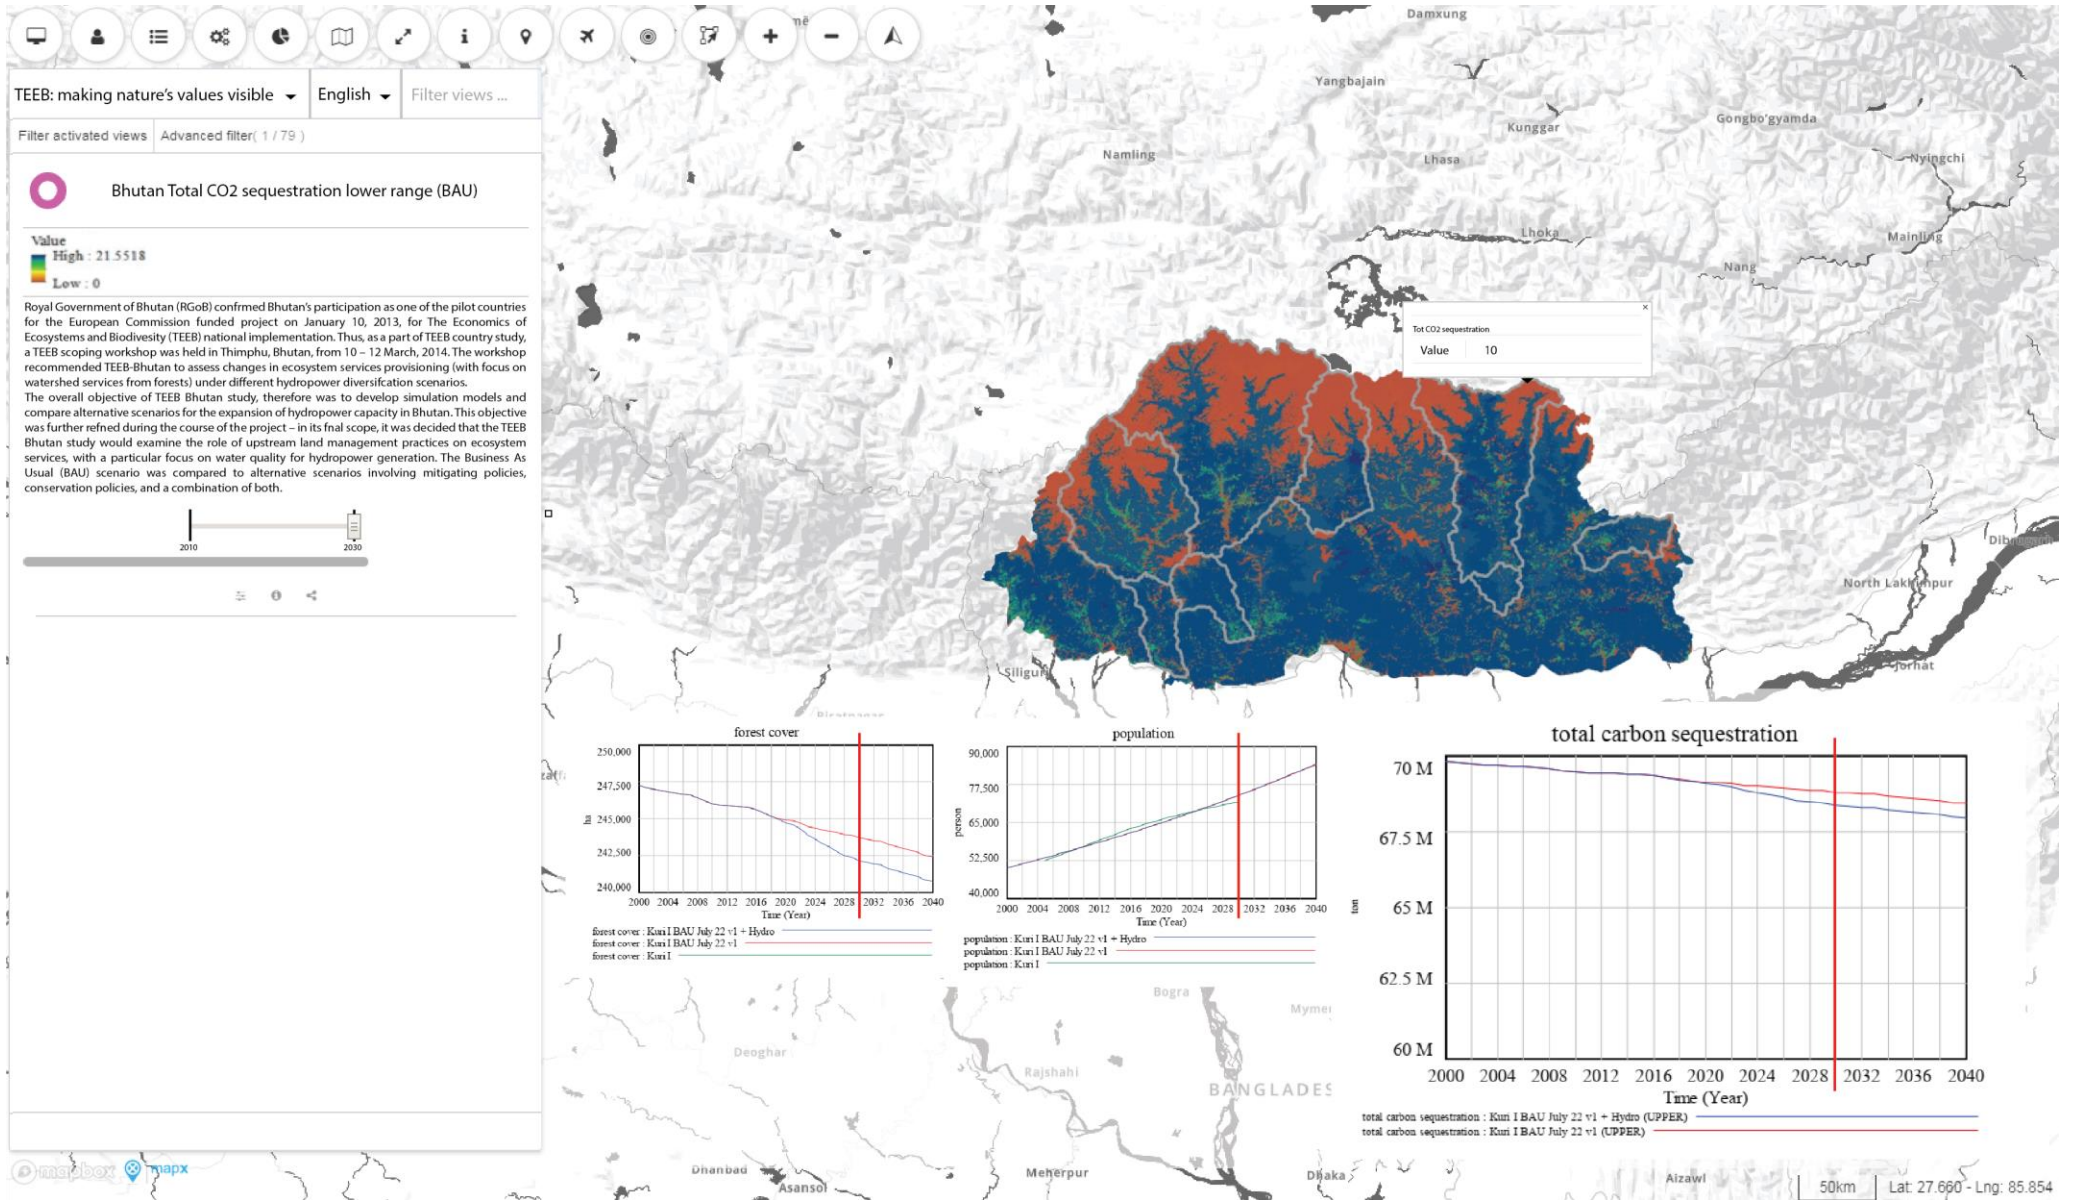 TEEB: making nature's values visible
English
Filter views ...
Filter activated views
Advanced filter( 1 / 79 )
Bhutan Total CO2 sequestration lower range (BAU)
Value
High : 21.5518
Low : 0
Royal Government of Bhutan (RGoB) confrmed Bhutan's participation as one of the pilot countries
for the European Commission funded project on January 10, 2013, for The Economics of
Ecosystems and Biodivesity (TEEB) national implementation. Thus, as a part of TEEB country study,
a TEEB scoping workshop was held in Thimphu, Bhutan, from 10 – 12 March, 2014. The workshop
recommended TEEB-Bhutan to assess changes in ecosystem services provisioning (with focus on
watershed services from forests) under different hydropower diversifcation scenarios.
The overall objective of TEEB Bhutan study, therefore was to develop simulation models and
compare alternative scenarios for the expansion of hydropower capacity in Bhutan. This objective
was further refned during the course of the project – in its fnal scope, it was decided that the TEEB
Bhutan study would examine the role of upstream land management practices on ecosystem
services, with a particular focus on water quality for hydropower generation. The Business As
Usual (BAU) scenario was compared to alternative scenarios involving mitigating policies,
conservation policies, and a combination of both.
2010
2030
mapbox
mapx
Damxung
Yangbajain
Kunggar
Gongbo'gyamda
Namling
Lhasa
Nyingchi
Lhoka
Mainling
Nang
Tot CO2 sequestration
Value 10
North Lakhimpur
Jorhat
Siliguri
forest cover
250,000
247,500
245,000
242,500
240,000
ha
2000 2004 2008 2012 2016 2020 2024 2028 2032 2036 2040
Time (Year)
forest cover : Kuri I BAU July 22 v1 + Hydro
forest cover : Kuri I BAU July 22 v1
forest cover : Kuri I
population
90,000
77,500
65,000
52,500
40,000
person
2000 2004 2008 2012 2016 2020 2024 2028 2032 2036 2040
Time (Year)
population : Kuri I BAU July 22 v1 + Hydro
population : Kuri I BAU July 22 v1
population : Kuri I
total carbon sequestration
70 M
67.5 M
65 M
62.5 M
60 M
ton
2000 2004 2008 2012 2016 2020 2024 2028 2032 2036 2040
Time (Year)
total carbon sequestration : Kuri I BAU July 22 v1 + Hydro (UPPER)
total carbon sequestration : Kuri I BAU July 22 v1 (UPPER)
Bogra
Mymen
Deoghar
Rajshahi
BANGLADES
Dhanbad
Asansol
Meherpur
Dhaka
Aizawl
50km
Lat: 27.660 - Lng: 85.854